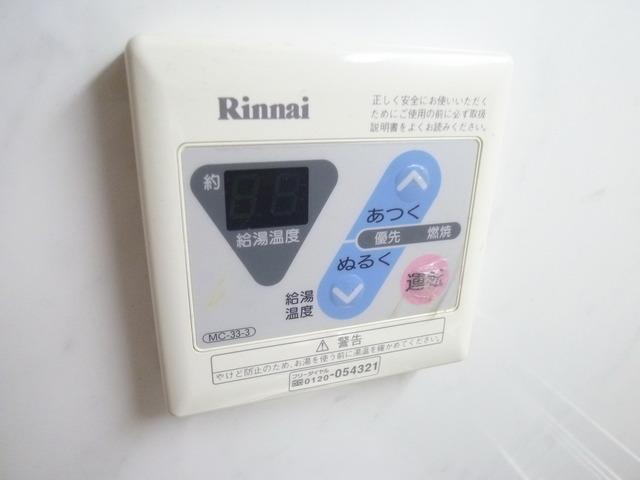 Rinnai
正しく安全にお使いいただく
ためにご使用の前に必ず取扱
説明書をよくお読みください。
約
給湯温度
あつく
優先 燃焼
ぬるく
給湯
温度
運転
MC-33-3
⚠ 警告
やけど防止のため、お湯を使う前に湯温を確かめてください。
フリーダイヤル
0120-054321